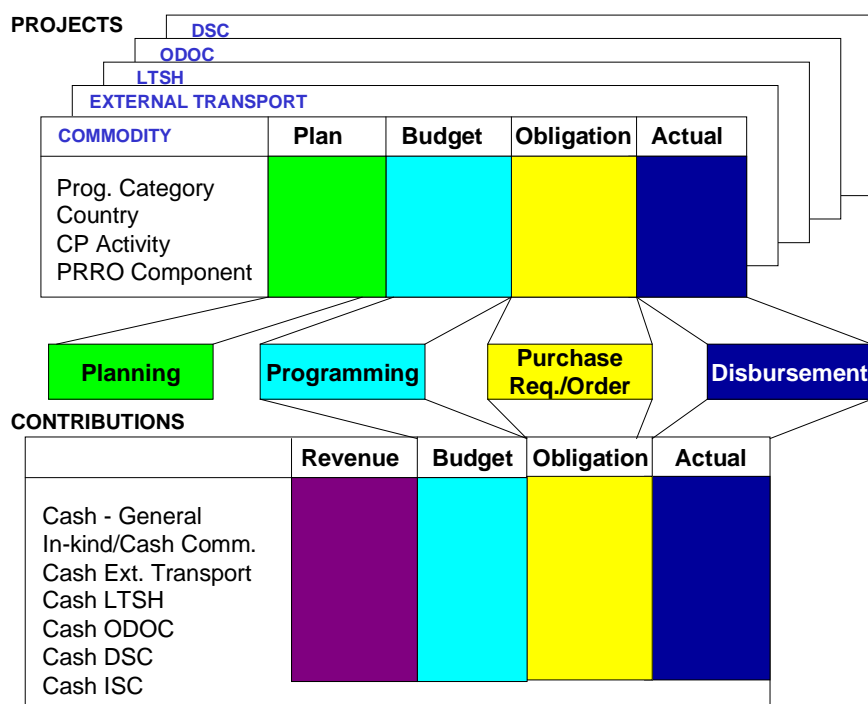 PROJECTS
DSC
ODOC
LTSH
EXTERNAL TRANSPORT
COMMODITY Plan Budget Obligation Actual
Prog. Category
Country
CP Activity
PRRO Component
Planning
Programming
Purchase
Req./Order
Disbursement
CONTRIBUTIONS
Revenue Budget Obligation Actual
Cash - General
In-kind/Cash Comm.
Cash Ext. Transport
Cash LTSH
Cash ODOC
Cash DSC
Cash ISC